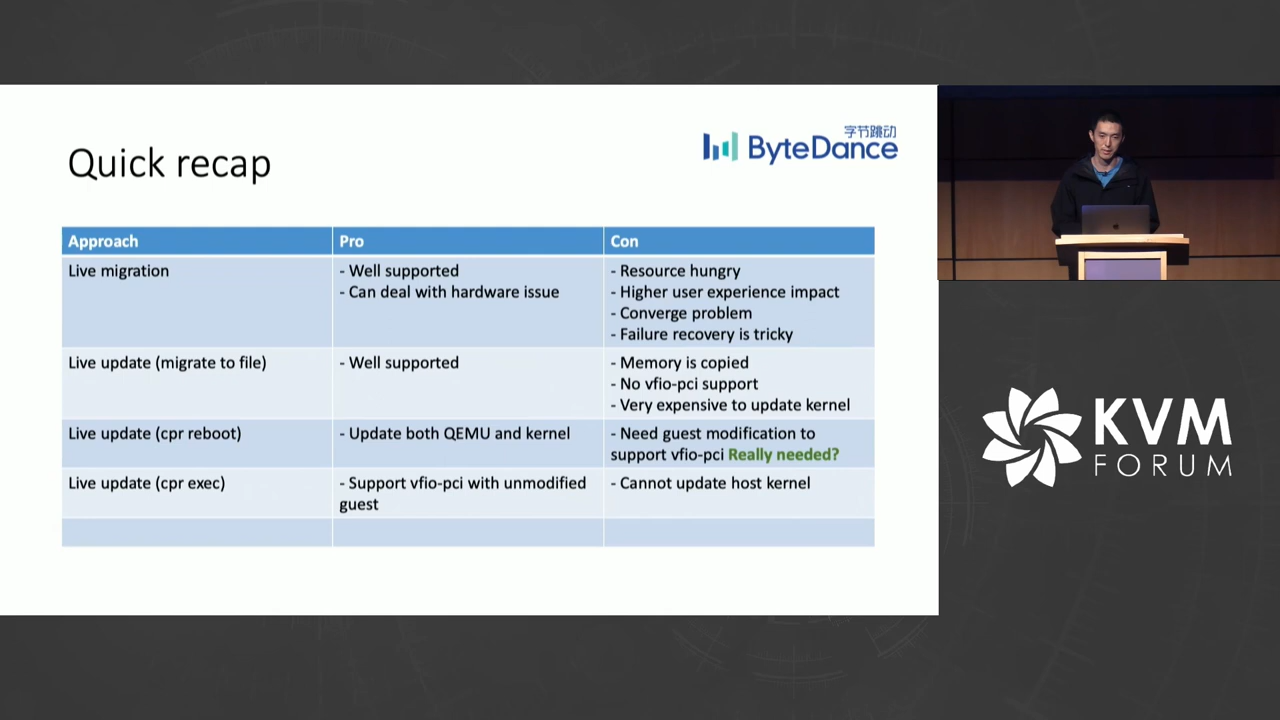 Quick recap
字节跳动
ByteDance
Approach
Pro
Con
Live migration
- Well supported
- Can deal with hardware issue
- Resource hungry
- Higher user experience impact
- Converge problem
- Failure recovery is tricky
Live update (migrate to file)
- Well supported
- Memory is copied
- No vfio-pci support
- Very expensive to update kernel
Live update (cpr reboot)
- Update both QEMU and kernel
- Need guest modification to
support vfio-pci Really needed?
Live update (cpr exec)
- Support vfio-pci with unmodified
guest
- Cannot update host kernel
KVM
FORUM